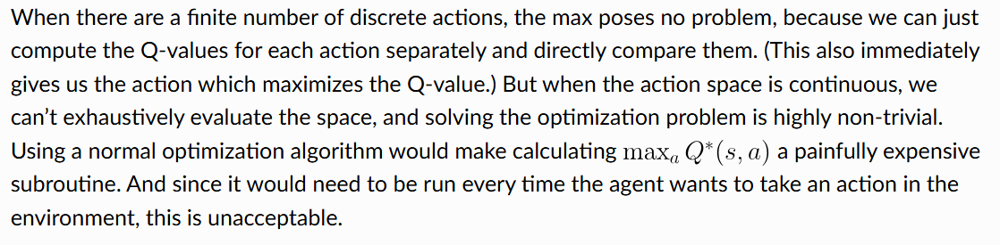 When there are a finite number of discrete actions, the max poses no problem, because we can just
compute the Q-values for each action separately and directly compare them. (This also immediately
gives us the action which maximizes the Q-value.) But when the action space is continuous, we
can’t exhaustively evaluate the space, and solving the optimization problem is highly non-trivial.
Using a normal optimization algorithm would make calculating maxₐ Q*(s, a) a painfully expensive
subroutine. And since it would need to be run every time the agent wants to take an action in the
environment, this is unacceptable.